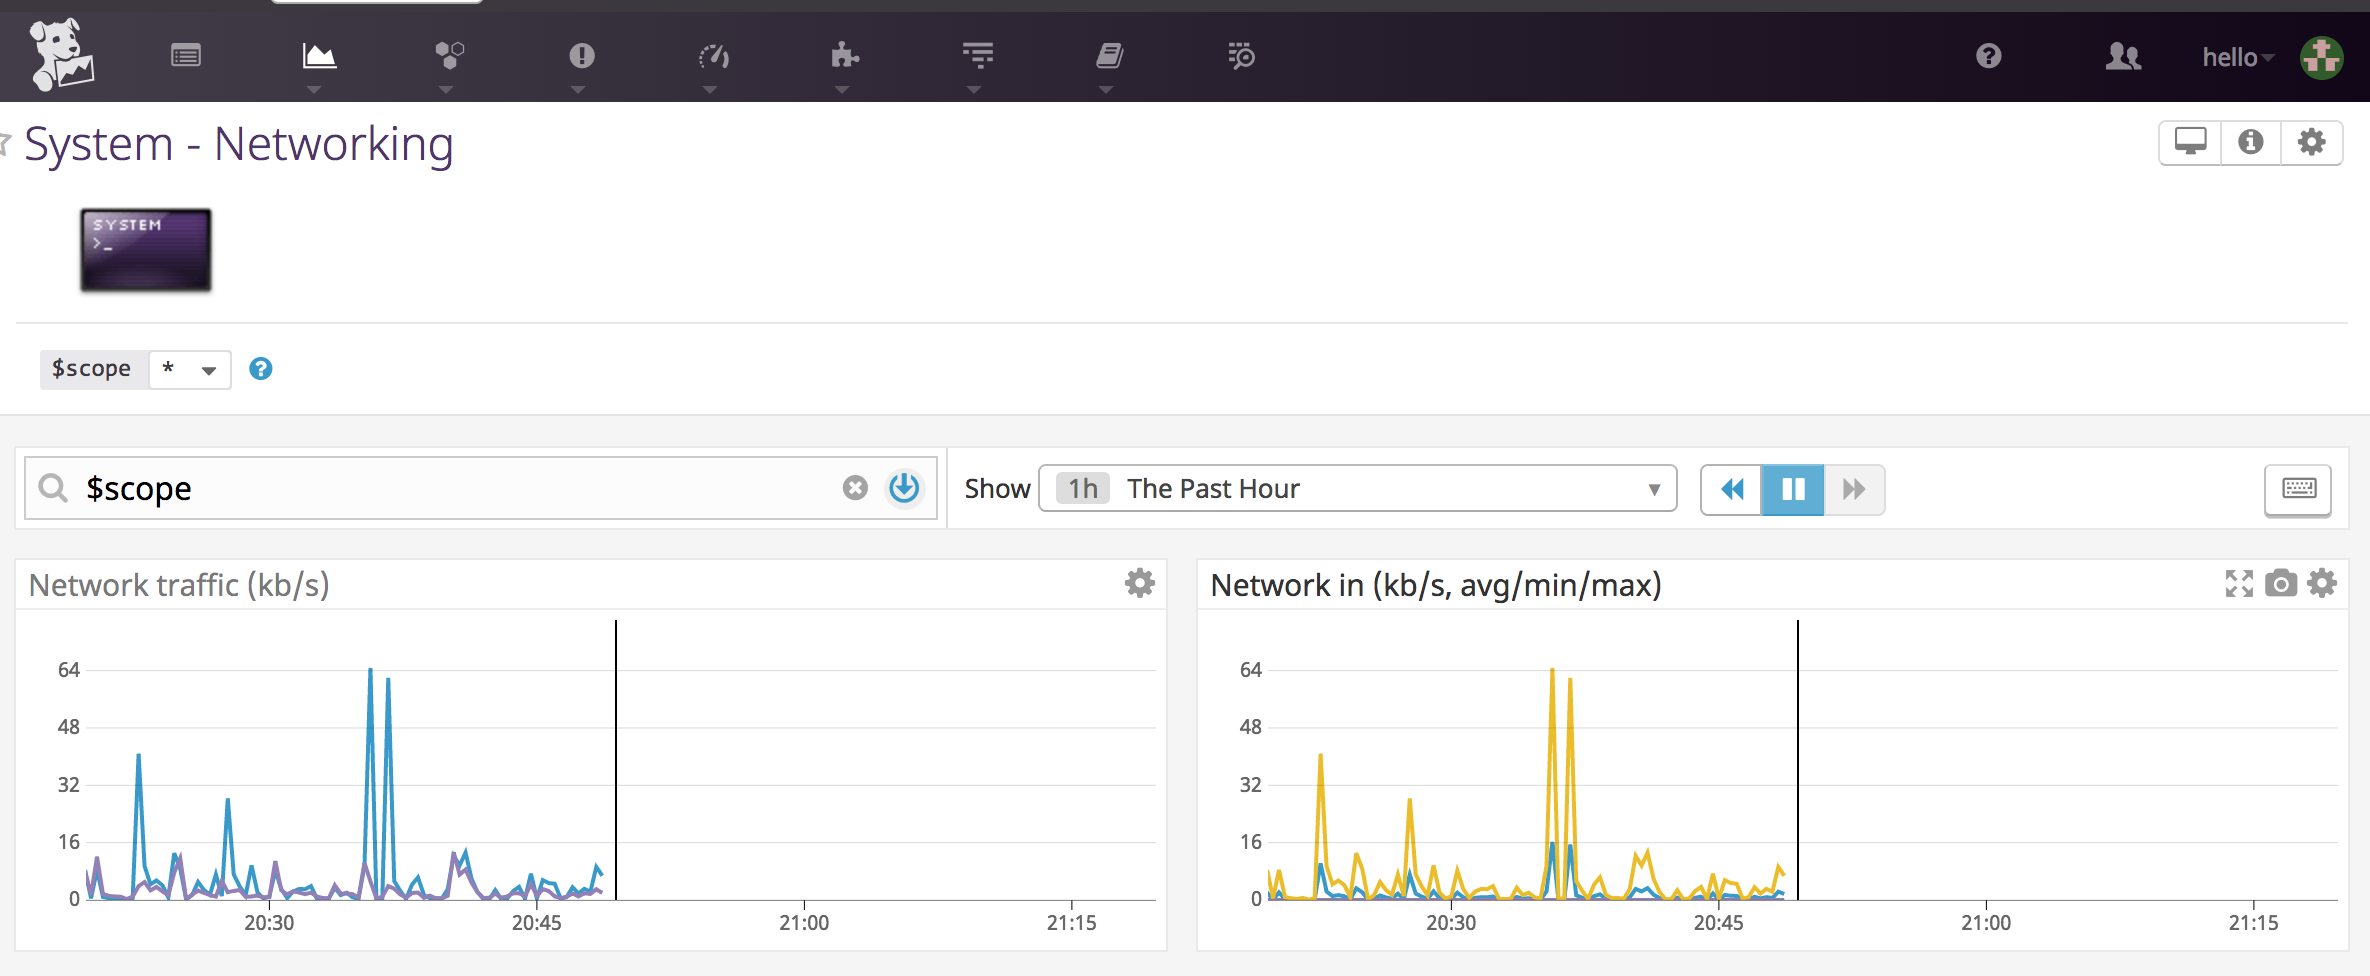 hello
System - Networking
SYSTEM
>_
$scope *
$scope
Show 1h The Past Hour
Network traffic (kb/s)
64
48
32
16
0
20:30 20:45 21:00 21:15
Network in (kb/s, avg/min/max)
64
48
32
16
0
20:30 20:45 21:00 21:15